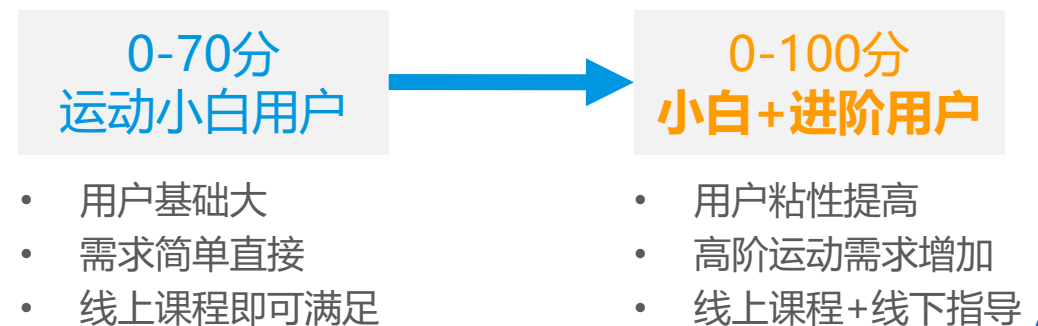 0-70分
运动小白用户
• 用户基础大
• 需求简单直接
• 线上课程即可满足
0-100分
小白+进阶用户
• 用户粘性提高
• 高阶运动需求增加
• 线上课程+线下指导